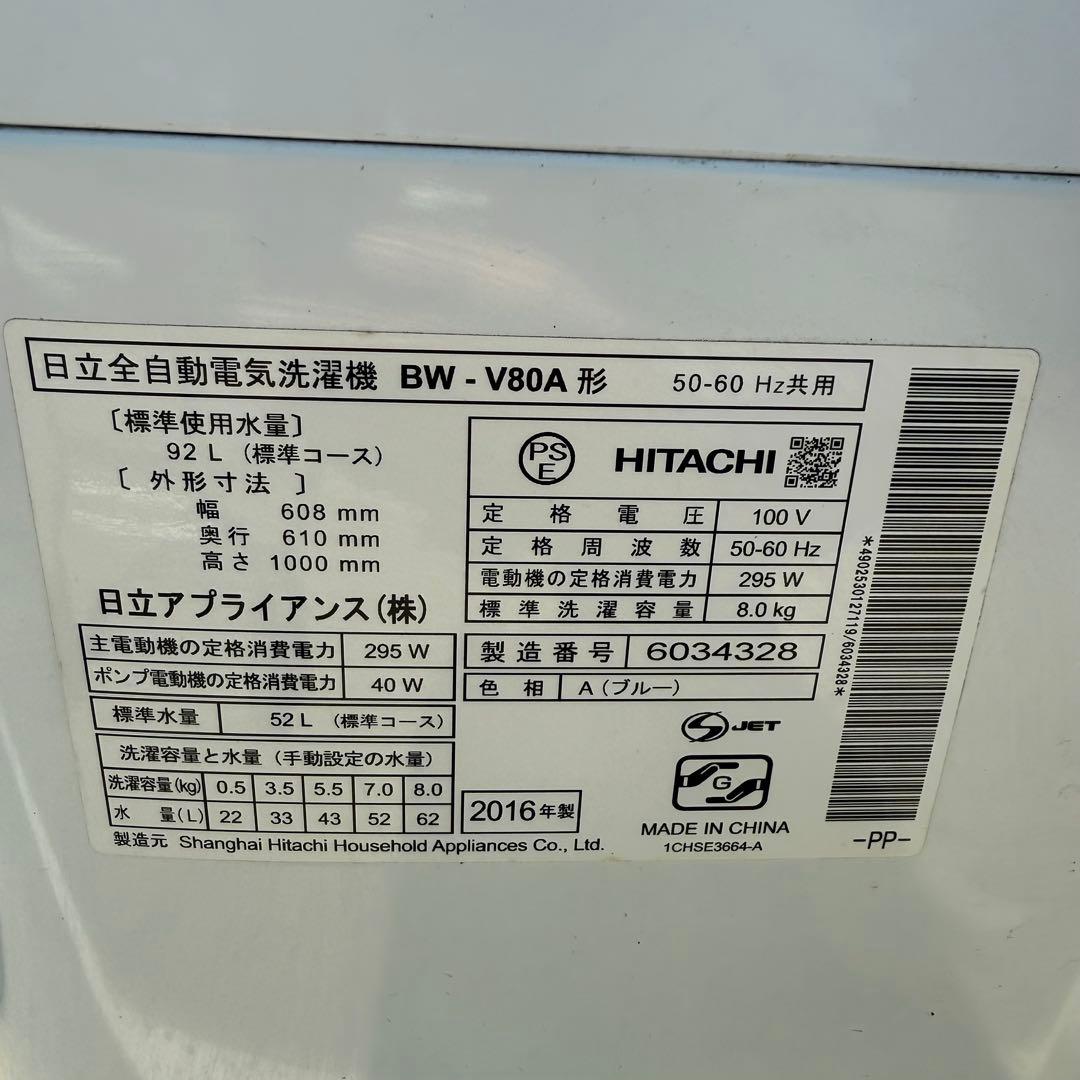 日立全自動電気洗濯機 BW - V80A 形 50-60 Hz共用
〔標準使用水量〕
92 L (標準コース)
〔 外形寸法 〕
幅 608 mm
奥行 610 mm
高さ 1000 mm
日立アプライアンス(株)
主電動機の定格消費電力 295 W
ポンプ電動機の定格消費電力 40 W
標準水量 52 L (標準コース)
洗濯容量と水量 (手動設定の水量)
洗濯容量(kg) 0.5 3.5 5.5 7.0 8.0
水 量(L) 22 33 43 52 62
製造元 Shanghai Hitachi Household Appliances Co., Ltd.
PS
E
HITACHI
定格電圧 100 V
定格周波数 50-60 Hz
電動機の定格消費電力 295 W
標準洗濯容量 8.0 kg
製造番号 6034328
色相 A (ブルー)
S JET
G
2016年製
MADE IN CHINA
1CHSE3664-A
-PP-
*4902530127119/6034328*